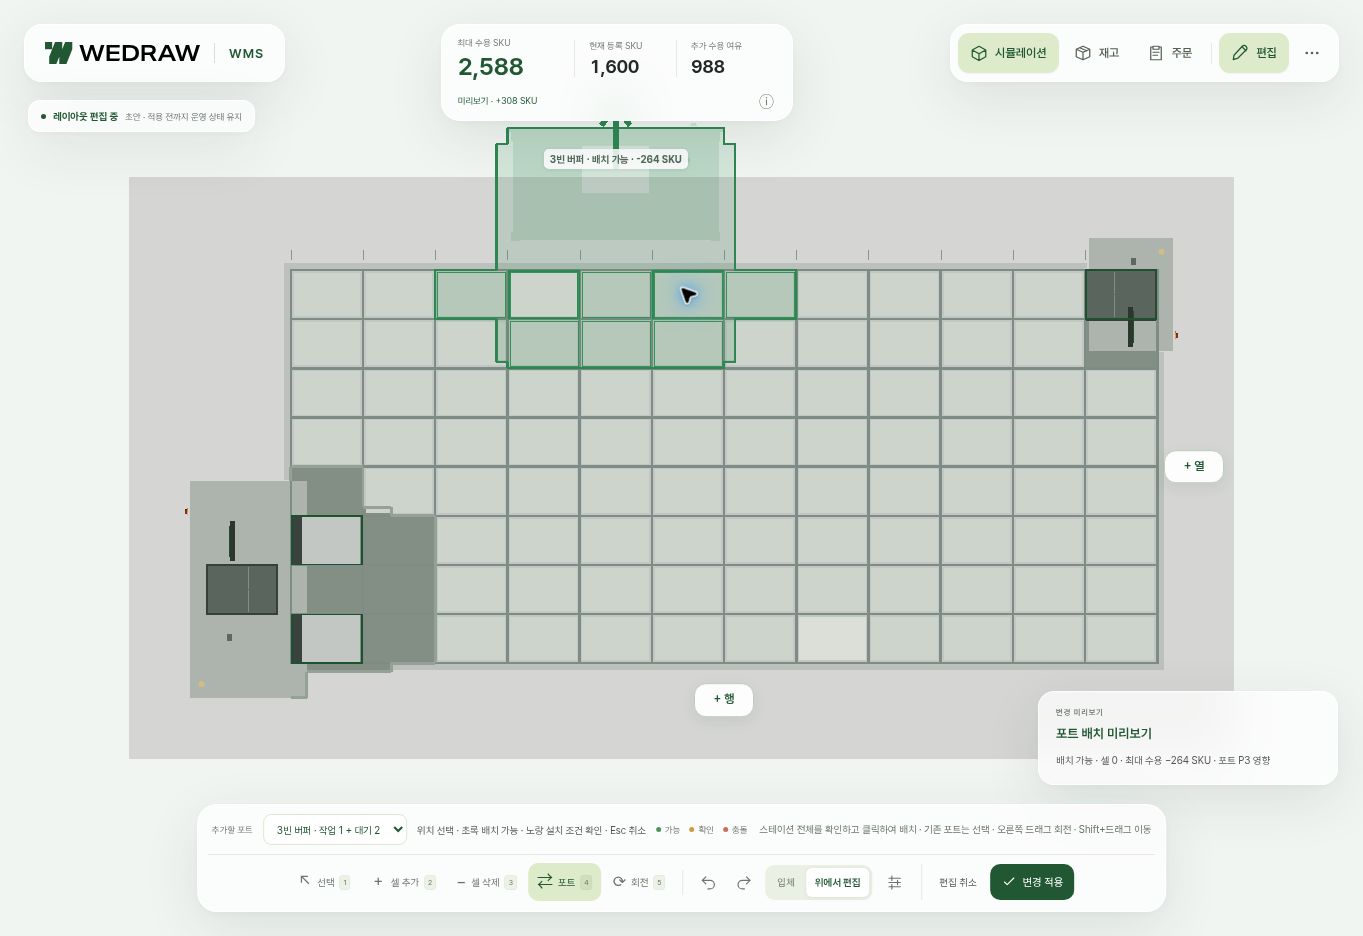 WEDRAW WMS
최대 수용 SKU
2,588
현재 등록 SKU
1,600
추가 수용 여유
988
미리보기 · +308 SKU
시뮬레이션
재고
주문
편집
레이아웃 편집 중 초안 · 적용 전까지 운영 상태 유지
3빈 버퍼 · 배치 가능 · -264 SKU
+ 열
+ 행
변경 미리보기
포트 배치 미리보기
배치 가능 · 셀 0 · 최대 수용 −264 SKU · 포트 P3 영향
추가할 포트 3빈 버퍼 · 작업 1 + 대기 2 위치 선택 · 초록 배치 가능 · 노랑 설치 조건 확인 · Esc 취소 가능 확인 충돌 스테이션 전체를 확인하고 클릭하여 배치 · 기존 포트는 선택 · 오른쪽 드래그 회전 · Shift+드래그 이동
선택 1 + 셀 추가 2 − 셀 삭제 3 포트 4 회전 5 입체 위에서 편집 편집 취소 변경 적용